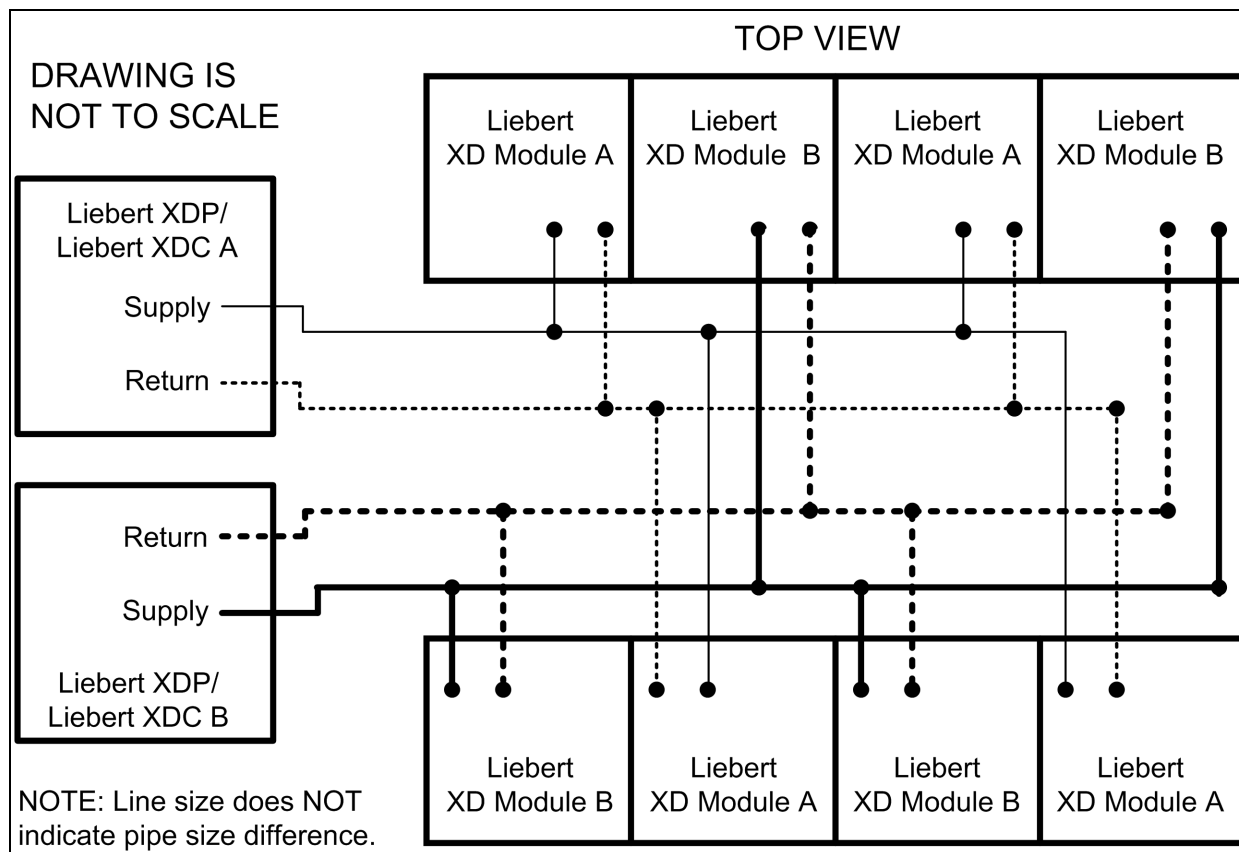 TOP VIEW
DRAWING IS
NOT TO SCALE
Liebert
XD Module A
Liebert
XD Module B
Liebert
XD Module A
Liebert
XD Module B
Liebert XDP/
Liebert XDC A
Supply
Return
Return
Supply
Liebert XDP/
Liebert XDC B
Liebert
XD Module B
Liebert
XD Module A
Liebert
XD Module B
Liebert
XD Module A
NOTE: Line size does NOT
indicate pipe size difference.